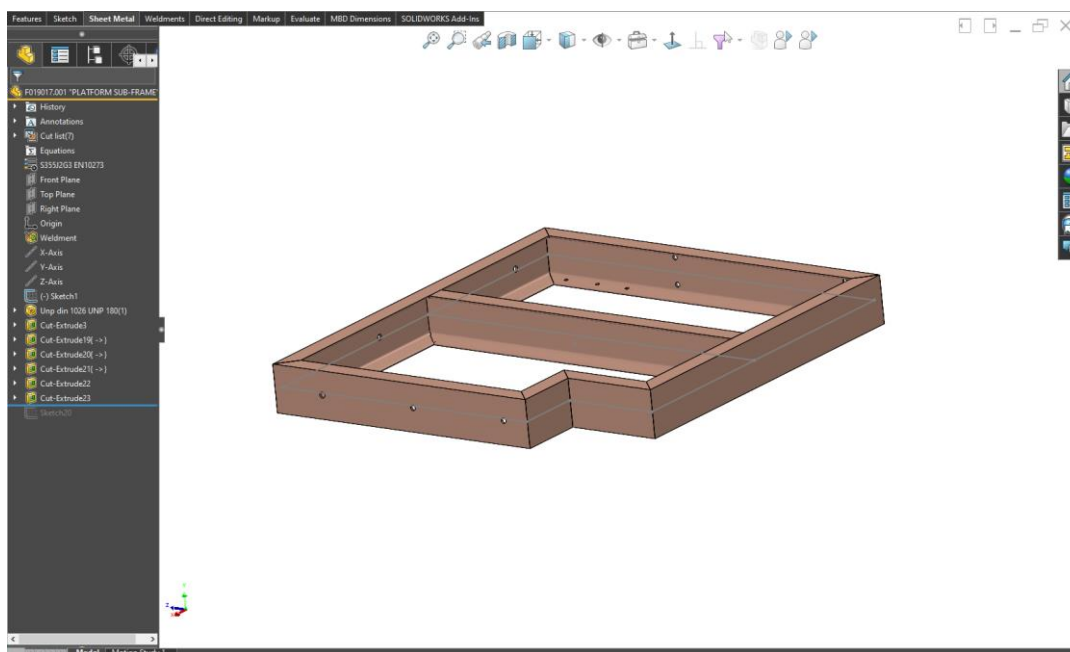 Features Sketch Sheet Metal Weldments Direct Editing Markup Evaluate MBD Dimensions SOLIDWORKS Add-Ins
F019017.001 "PLATFORM SUB-FRAME"
History
Annotations
Cut list(7)
Equations
S355J2G3 EN10273
Front Plane
Top Plane
Right Plane
Origin
Weldment
X-Axis
Y-Axis
Z-Axis
(-) Sketch1
Unp din 1026 UNP 180(1)
Cut-Extrude3
Cut-Extrude19( ->)
Cut-Extrude20( ->)
Cut-Extrude21( ->)
Cut-Extrude22
Cut-Extrude23
Sketch20